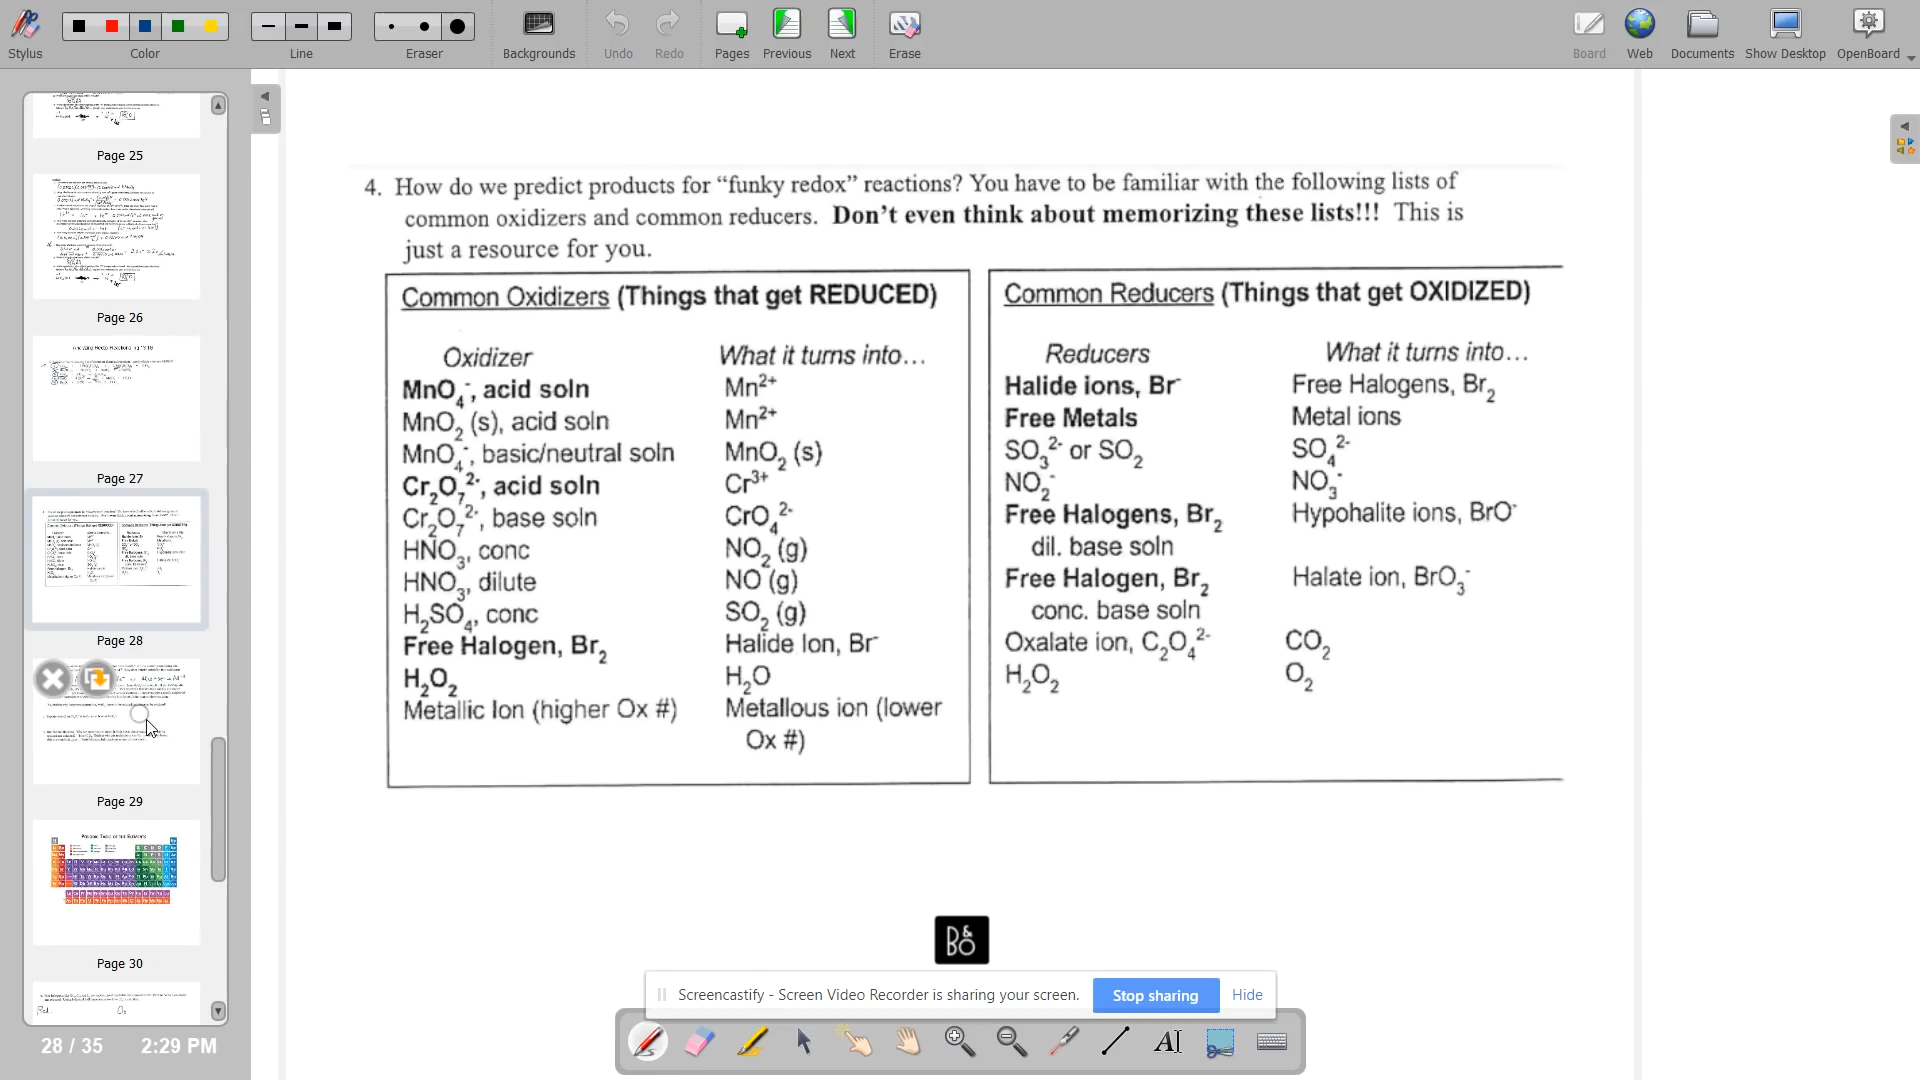 Stylus
Color
Line
Eraser
Backgrounds
Undo
Redo
Pages
Previous
Next
Erase
Board
Web
Documents
Show Desktop
OpenBoard
Page 25
Page 26
Page 27
Page 28
Page 29
Periodic Table of the Elements
Page 30
28 / 35
2:29 PM
4. How do we predict products for “funky redox” reactions? You have to be familiar with the following lists of
common oxidizers and common reducers. Don’t even think about memorizing these lists!!! This is
just a resource for you.
Common Oxidizers (Things that get REDUCED)
Oxidizer What it turns into…
MnO₄⁻, acid soln Mn²⁺
MnO₂ (s), acid soln Mn²⁺
MnO₄⁻, basic/neutral soln MnO₂ (s)
Cr₂O₇²⁻, acid soln Cr³⁺
Cr₂O₇²⁻, base soln CrO₄²⁻
HNO₃, conc NO₂ (g)
HNO₃, dilute NO (g)
H₂SO₄, conc SO₂ (g)
Free Halogen, Br₂ Halide Ion, Br⁻
H₂O₂ H₂O
Metallic Ion (higher Ox #) Metallous ion (lower
Ox #)
Common Reducers (Things that get OXIDIZED)
Reducers What it turns into…
Halide ions, Br⁻ Free Halogens, Br₂
Free Metals Metal ions
SO₃²⁻ or SO₂ SO₄²⁻
NO₂⁻ NO₃⁻
Free Halogens, Br₂ Hypohalite ions, BrO⁻
dil. base soln
Free Halogen, Br₂ Halate ion, BrO₃⁻
conc. base soln
Oxalate ion, C₂O₄²⁻ CO₂
H₂O₂ O₂
B&O
Screencastify - Screen Video Recorder is sharing your screen.
Stop sharing
Hide